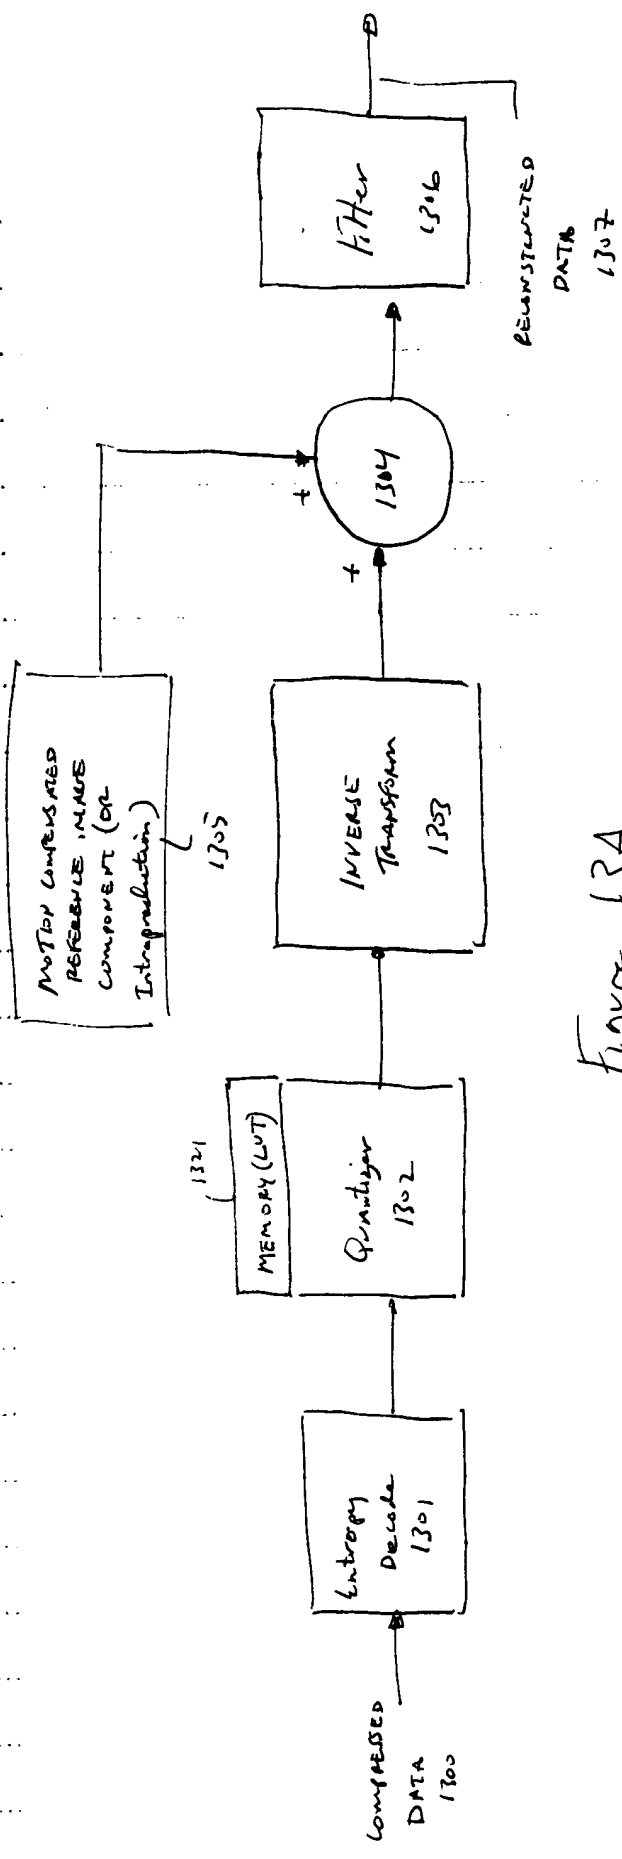 COMPRESSED
DATA
1300
Entropy
Decode
1301
1321
MEMORY (LUT)
Quantizer
1302
INVERSE
TRANSFORM
1303
MOTION COMPENSATED
REFERENCE IMAGE
COMPONENT (OR
Intraprediction)
1305
+
+
1304
Filter
1306
RECONSTRUCTED
DATA
1307
Figure 13A